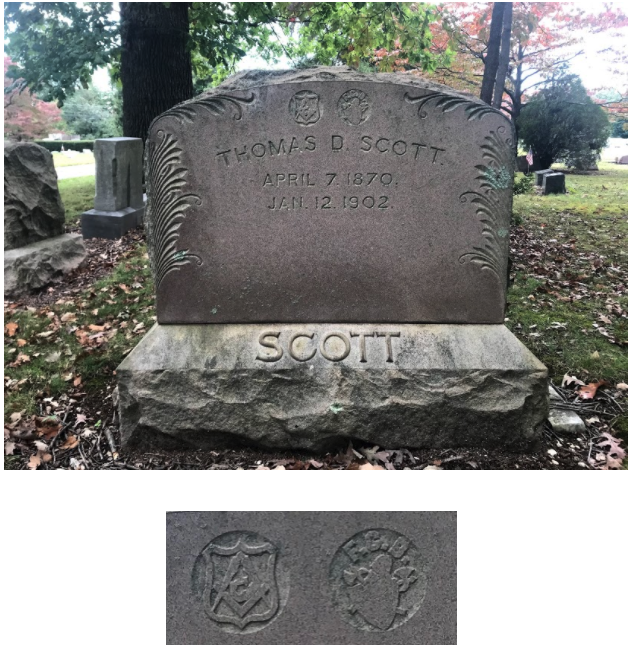 THOMAS D. SCOTT.
APRIL 7. 1870.
JAN. 12. 1902.
SCOTT